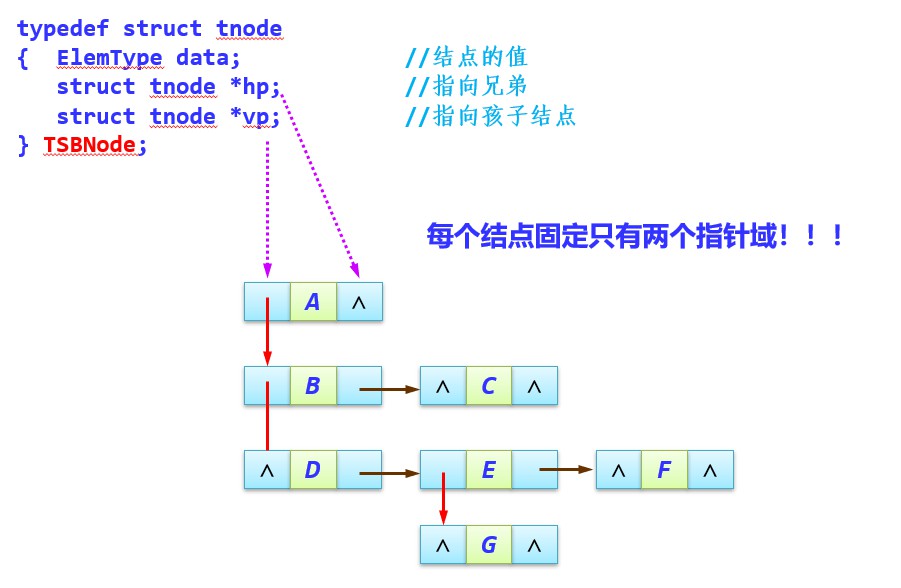 typedef struct tnode
{ ElemType data; //结点的值
struct tnode *hp; //指向兄弟
struct tnode *vp; //指向孩子结点
} TSBNode;
每个结点固定只有两个指针域！！！
A ∧
B ∧ C ∧
∧ D E ∧ F ∧
∧ G ∧